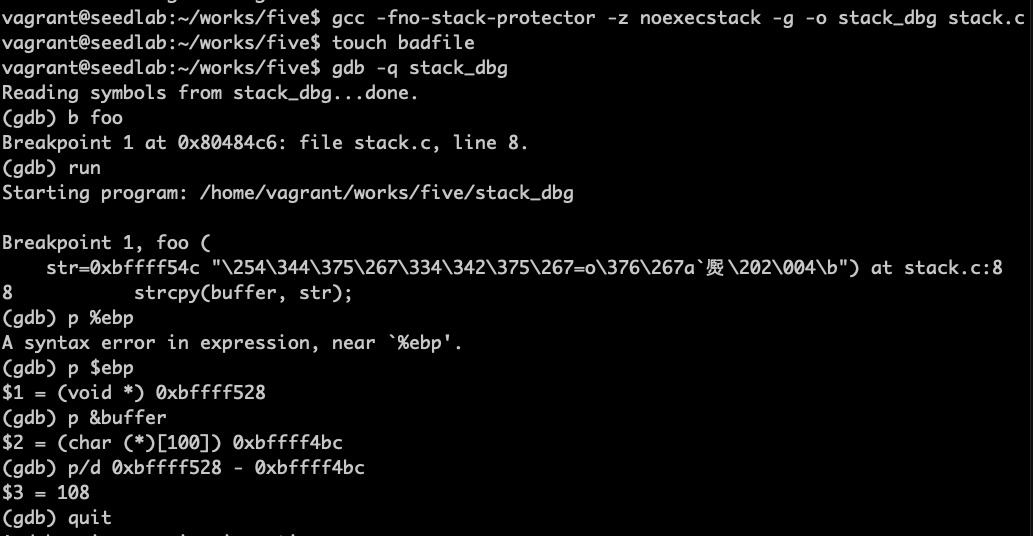 vagrant@seedlab:~/works/five$ gcc -fno-stack-protector -z noexecstack -g -o stack_dbg stack.c
vagrant@seedlab:~/works/five$ touch badfile
vagrant@seedlab:~/works/five$ gdb -q stack_dbg
Reading symbols from stack_dbg...done.
(gdb) b foo
Breakpoint 1 at 0x80484c6: file stack.c, line 8.
(gdb) run
Starting program: /home/vagrant/works/five/stack_dbg
Breakpoint 1, foo (
    str=0xbffff54c "\254\344\375\267\334\342\375\267=o\376\267a`\202\004\b") at stack.c:8
8           strcpy(buffer, str);
(gdb) p %ebp
A syntax error in expression, near `%ebp'.
(gdb) p $ebp
$1 = (void *) 0xbffff528
(gdb) p &buffer
$2 = (char (*)[100]) 0xbffff4bc
(gdb) p/d 0xbffff528 - 0xbffff4bc
$3 = 108
(gdb) quit